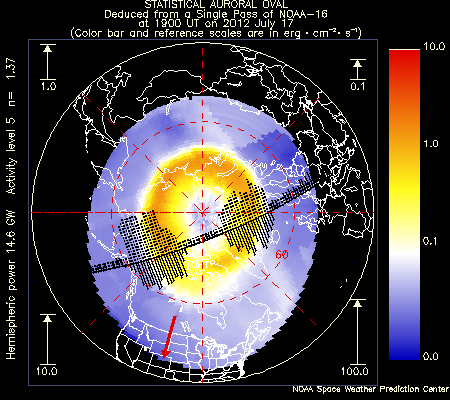 STATISTICAL AURORAL OVAL
Deduced from a Single Pass of NOAA-16
at 1900 UT on 2012 July 17
(Color bar and reference scales are in erg · cm⁻² · s⁻¹)
Hemispheric power 14.6 GW Activity level 5 n= 1.37
1.0
0.1
10.0
1.0
0.1
0.0
60
10.0
100.0
NOAA Space Weather Prediction Center